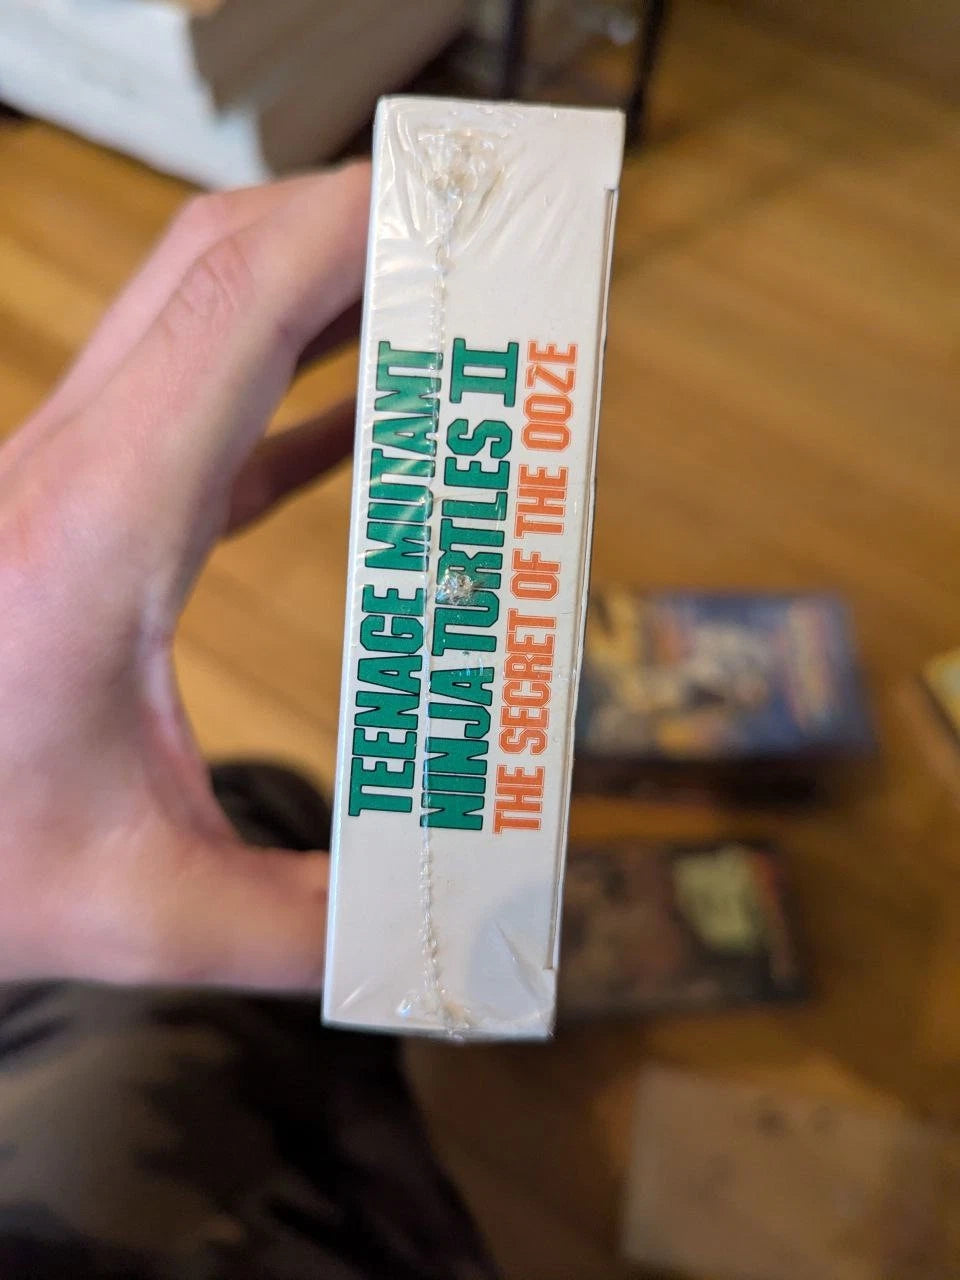 TEENAGE MUTANT
NINJA TURTLES II
THE SECRET OF THE OOZE